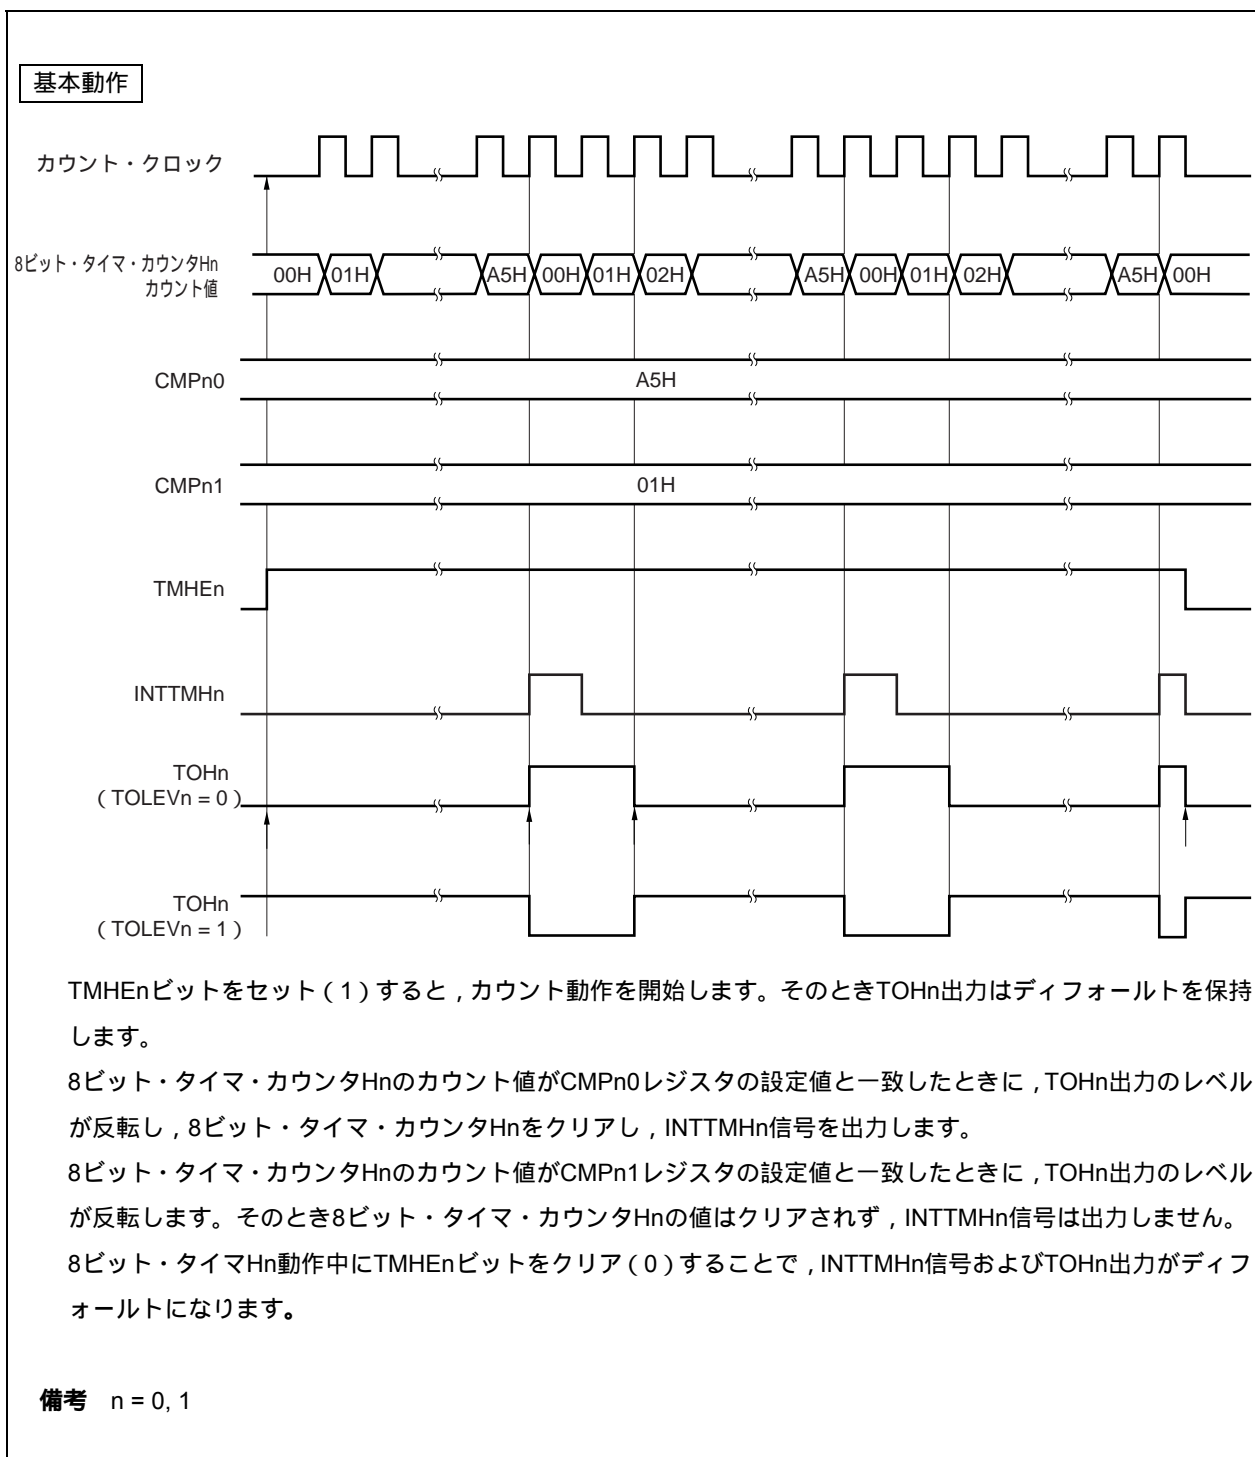 基本動作
カウント・クロック
8ビット・タイマ・カウンタHn
カウント値
00H 01H A5H 00H 01H 02H A5H 00H 01H 02H A5H 00H
CMPn0 A5H
CMPn1 01H
TMHEn
INTTMHn
TOHn
(TOLEVn = 0)
TOHn
(TOLEVn = 1)
TMHEnビットをセット(1)すると,カウント動作を開始します。そのときTOHn出力はディフォールトを保持
します。
8ビット・タイマ・カウンタHnのカウント値がCMPn0レジスタの設定値と一致したときに,TOHn出力のレベル
が反転し,8ビット・タイマ・カウンタHnをクリアし,INTTMHn信号を出力します。
8ビット・タイマ・カウンタHnのカウント値がCMPn1レジスタの設定値と一致したときに,TOHn出力のレベル
が反転します。そのとき8ビット・タイマ・カウンタHnの値はクリアされず,INTTMHn信号は出力しません。
8ビット・タイマHn動作中にTMHEnビットをクリア(0)することで,INTTMHn信号およびTOHn出力がディフ
ォールトになります。
備考 n = 0, 1